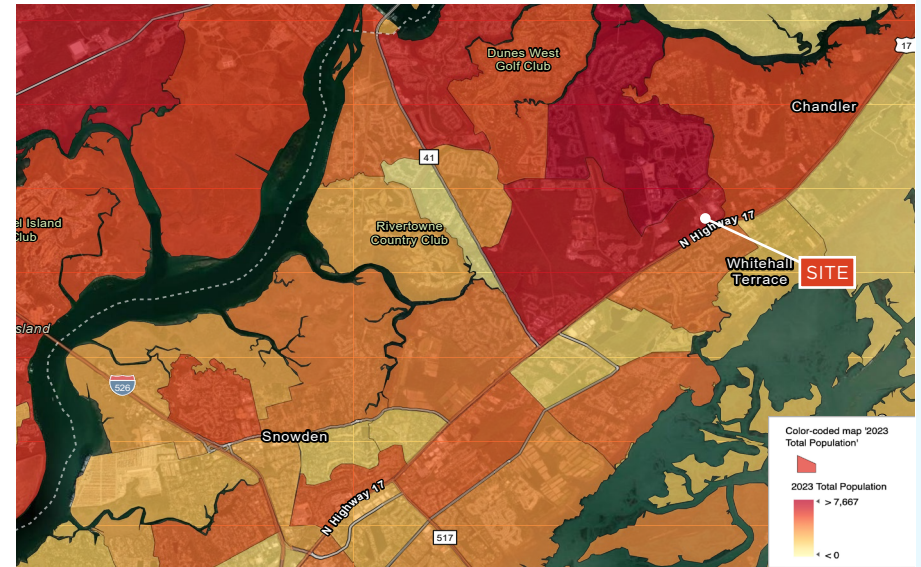 Dunes West
Golf Club
17
Chandler
41
el Island
Club
Rivertowne
Country Club
N Highway 17
Whitehall
Terrace
SITE
sland
526
Snowden
N Highway 17
517
Color-coded map '2023
Total Population'
2023 Total Population
> 7,667
< 0